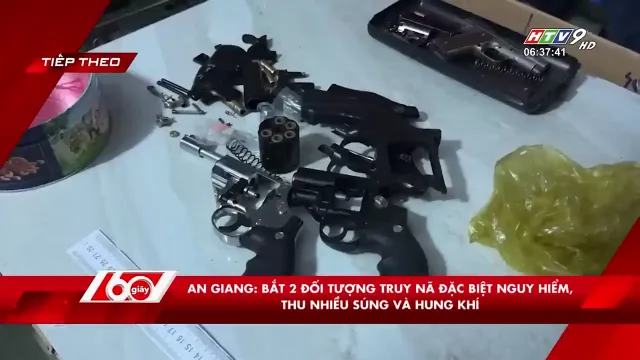 TIẾP THEO
HTV9 HD
06:37:41
60 giây
AN GIANG: BẮT 2 ĐỐI TƯỢNG TRUY NÃ ĐẶC BIỆT NGUY HIỂM,
THU NHIỀU SÚNG VÀ HUNG KHÍ